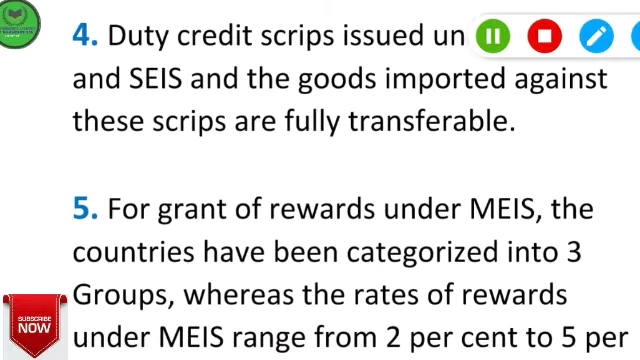 4. Duty credit scrips issued un
and SEIS and the goods imported against
these scrips are fully transferable.
5. For grant of rewards under MEIS, the
countries have been categorized into 3
Groups, whereas the rates of rewards
under MEIS range from 2 per cent to 5 per
SUBSCRIBE
NOW